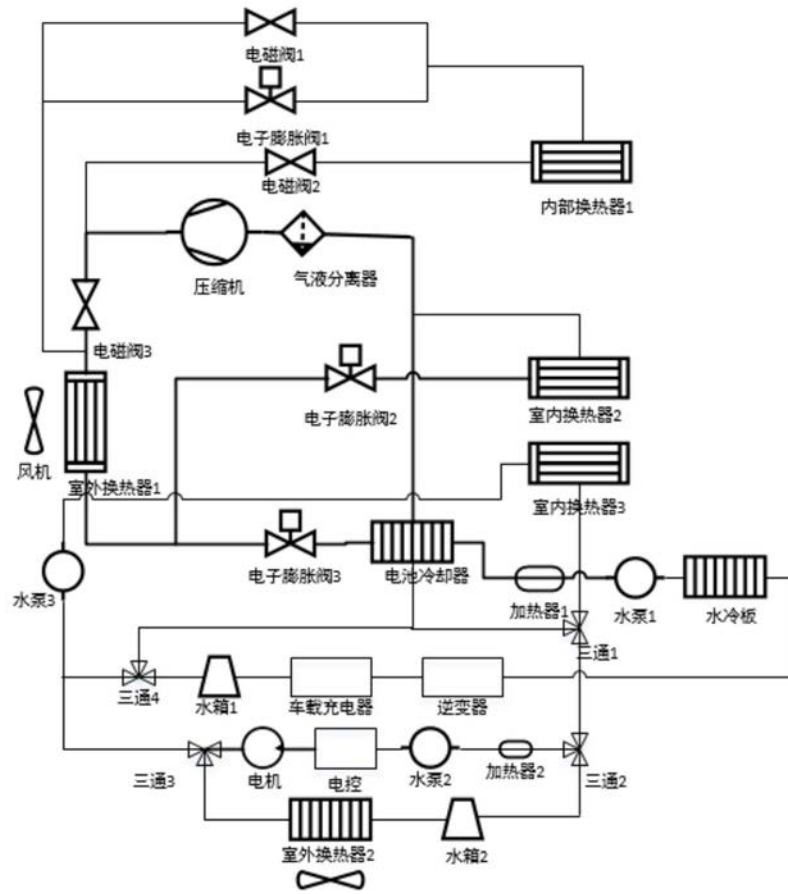 电磁阀1
电子膨胀阀1
电磁阀2
内部换热器1
压缩机
气液分离器
电磁阀3
电子膨胀阀2
室内换热器2
风机
室外换热器1
室内换热器3
电子膨胀阀3
电池冷却器
水泵3
加热器1
水泵1
水冷板
三通1
三通4
水箱1
车载充电器
逆变器
三通3
电机
电控
水泵2
加热器2
三通2
室外换热器2
水箱2